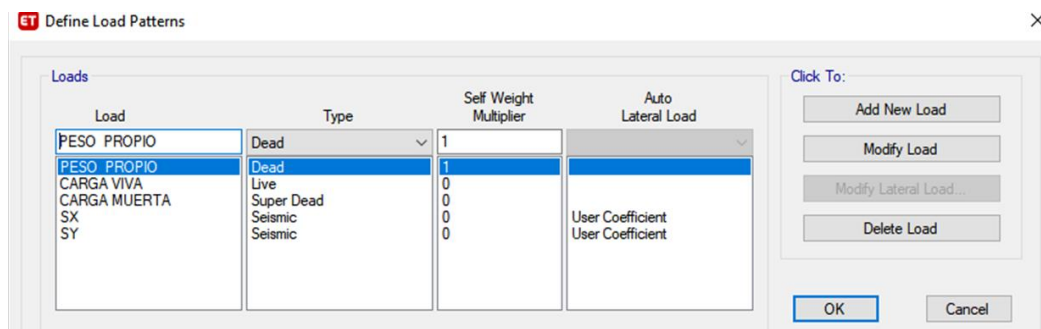 ET Define Load Patterns
Loads
Click To:
Load Type Self Weight Multiplier Auto Lateral Load
PESO PROPIO Dead 1
PESO PROPIO Dead 1
CARGA VIVA Live 0
CARGA MUERTA Super Dead 0
SX Seismic 0 User Coefficient
SY Seismic 0 User Coefficient
Add New Load
Modify Load
Modify Lateral Load...
Delete Load
OK Cancel